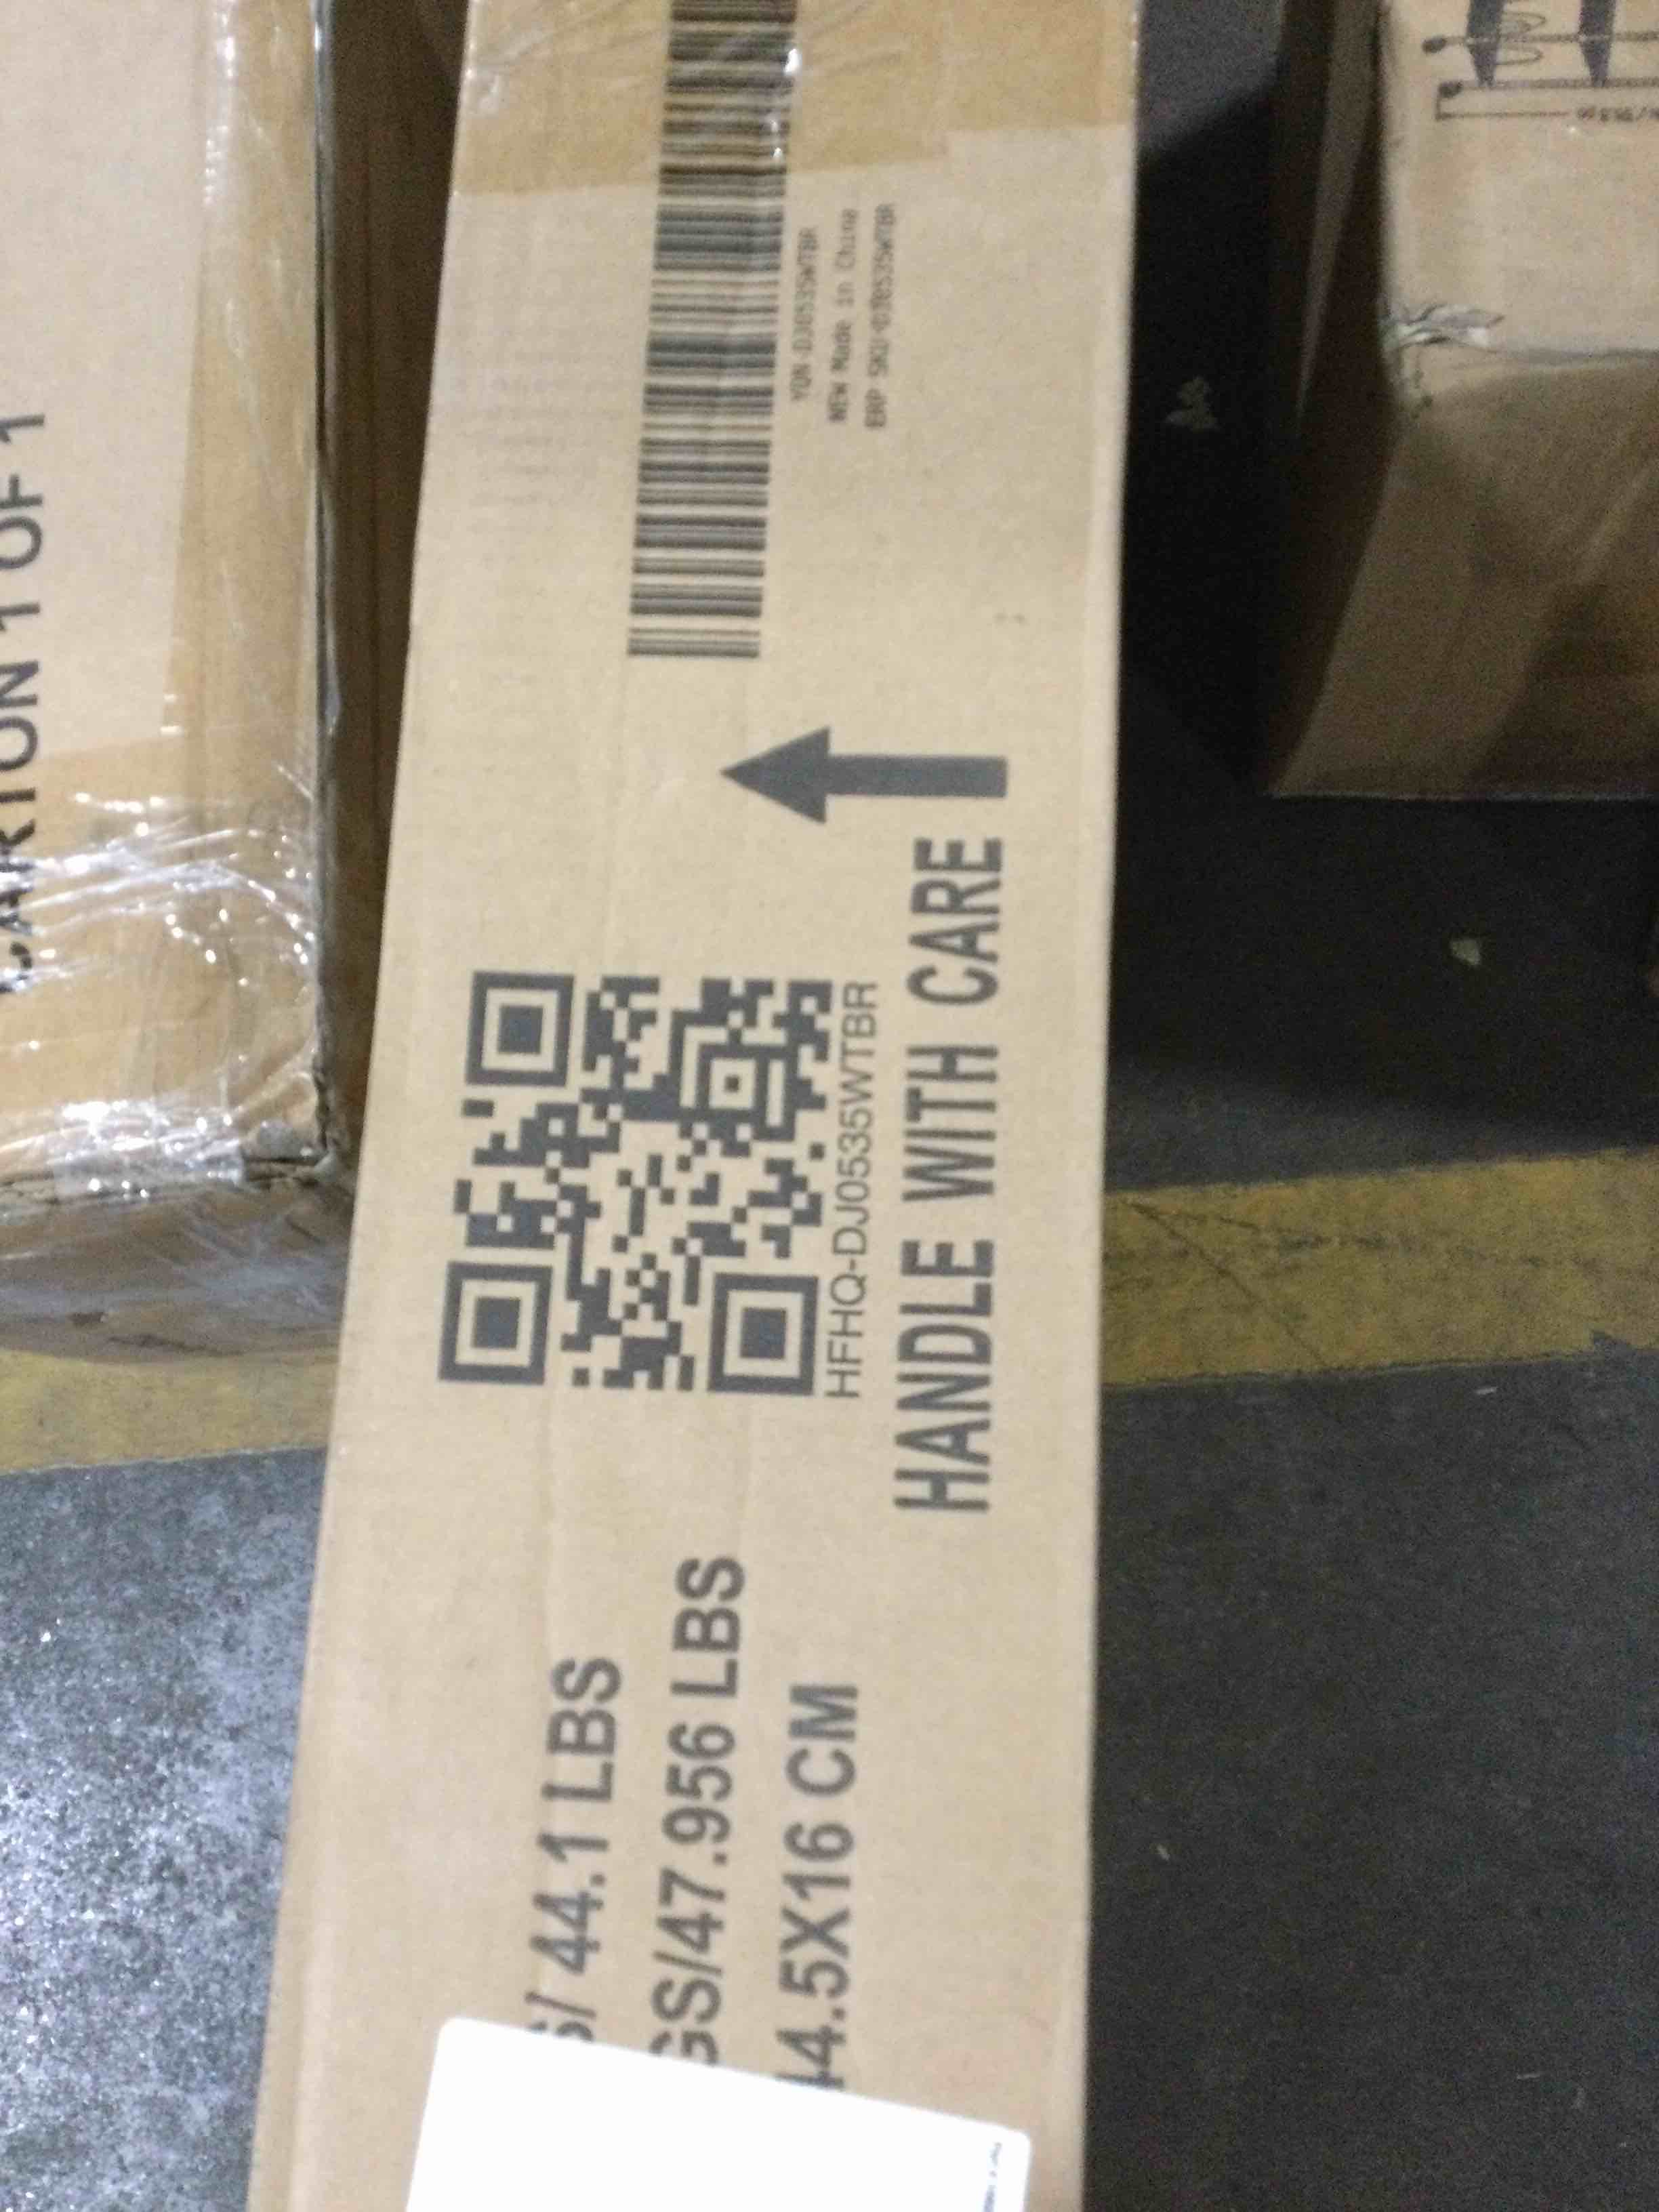 CARTON 1 OF 1
/ 44.1 LBS
GS/47.956 LBS
4.5X16 CM
HFHQ-DJ0535WTBR
HANDLE WITH CARE
YQN-DJ0535WTBR
NEW Made in China
ERP SKU-DJ0535WTBR